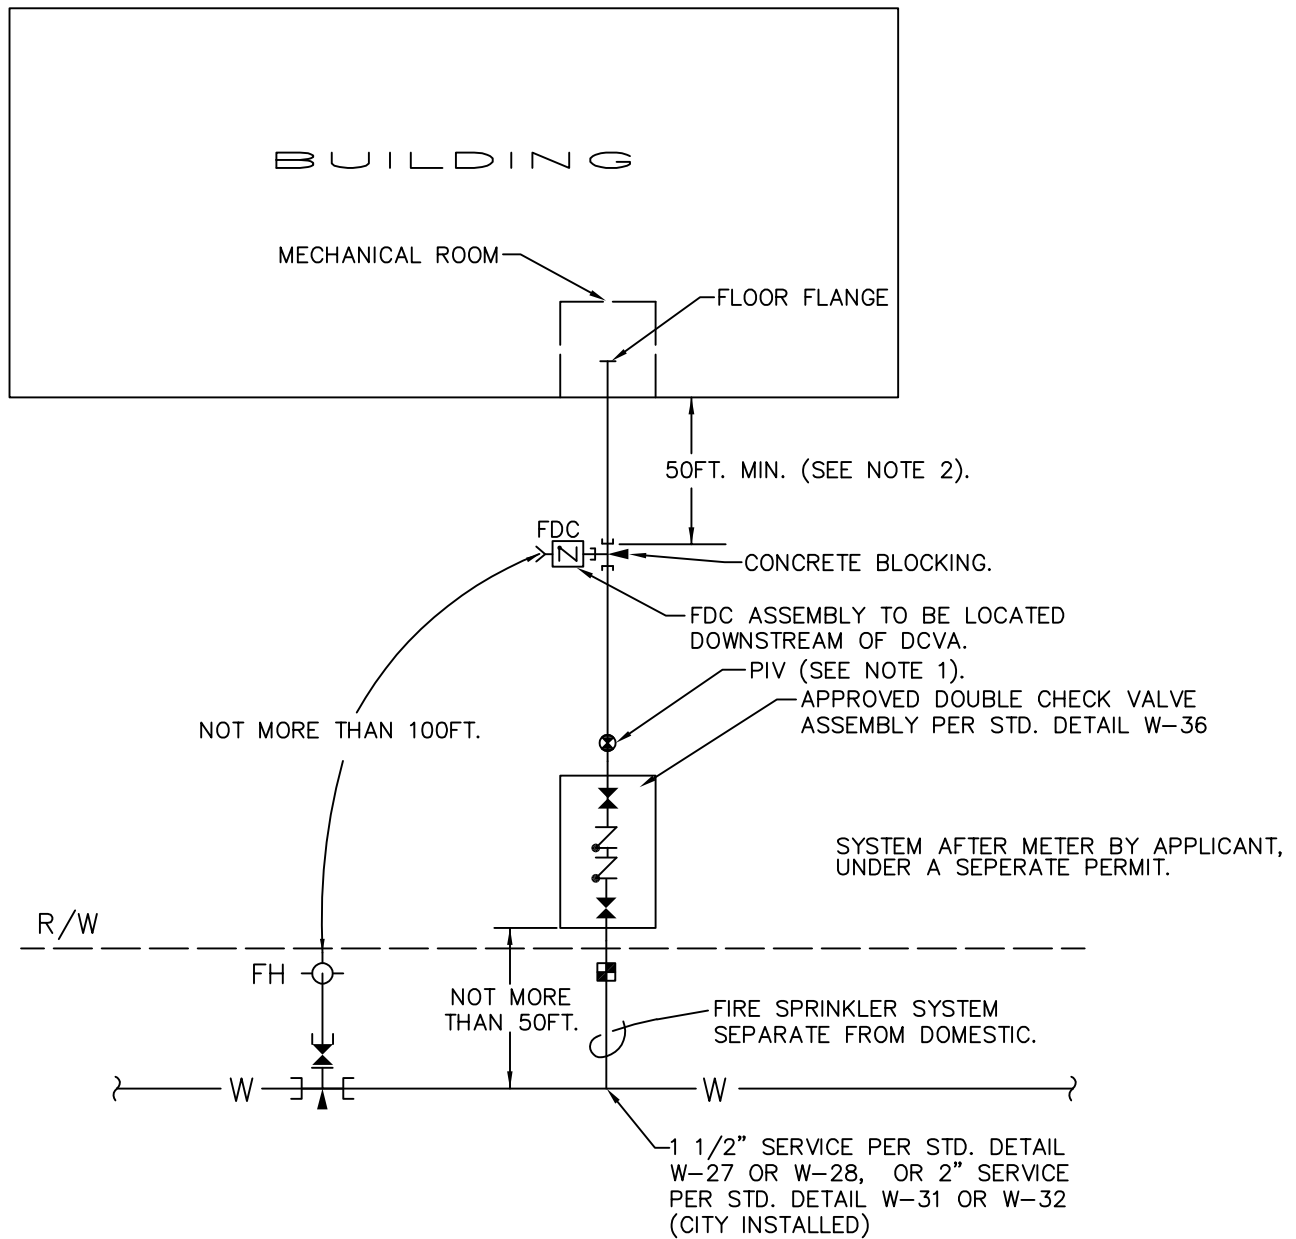 BUILDING
MECHANICAL ROOM
FLOOR FLANGE
50FT. MIN. (SEE NOTE 2).
FDC
CONCRETE BLOCKING.
FDC ASSEMBLY TO BE LOCATED
DOWNSTREAM OF DCVA.
PIV (SEE NOTE 1).
APPROVED DOUBLE CHECK VALVE
ASSEMBLY PER STD. DETAIL W-36
NOT MORE THAN 100FT.
SYSTEM AFTER METER BY APPLICANT,
UNDER A SEPERATE PERMIT.
R/W
FH
NOT MORE
THAN 50FT.
FIRE SPRINKLER SYSTEM
SEPARATE FROM DOMESTIC.
W
W
1 1/2" SERVICE PER STD. DETAIL
W-27 OR W-28, OR 2" SERVICE
PER STD. DETAIL W-31 OR W-32
(CITY INSTALLED)